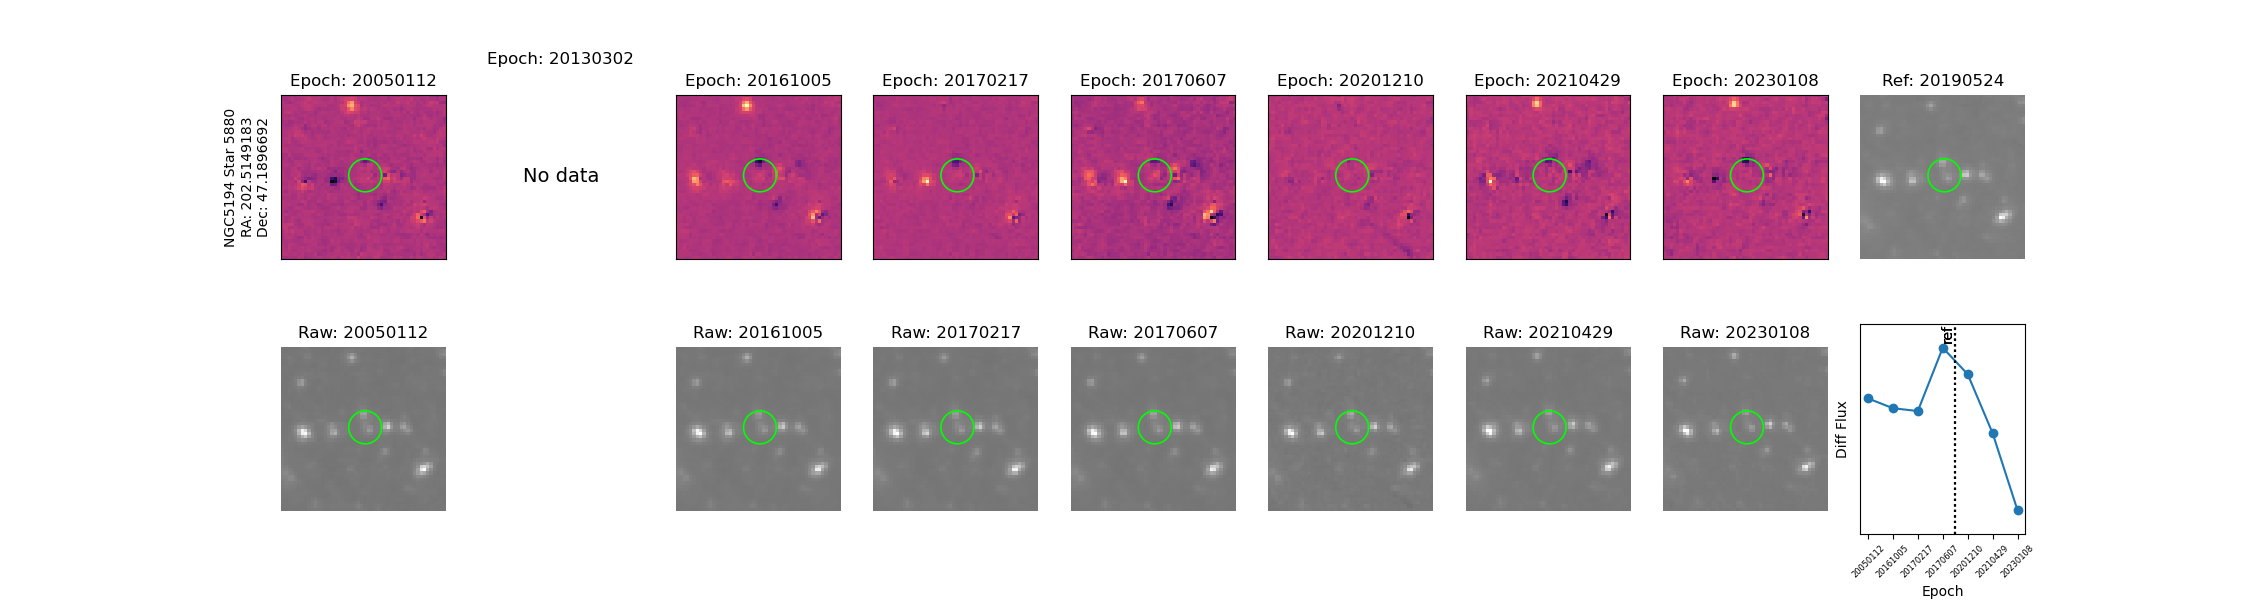 Epoch: 20050112
Epoch: 20130302
Epoch: 20161005
Epoch: 20170217
Epoch: 20170607
Epoch: 20201210
Epoch: 20210429
Epoch: 20230108
Ref: 20190524
NGC5194 Star 5880
RA: 202.5149183
Dec: 47.1896692
No data
Raw: 20050112
Raw: 20161005
Raw: 20170217
Raw: 20170607
Raw: 20201210
Raw: 20210429
Raw: 20230108
ref
Diff Flux
20050112
20161005
20170217
20170607
20201210
20210429
20230108
Epoch